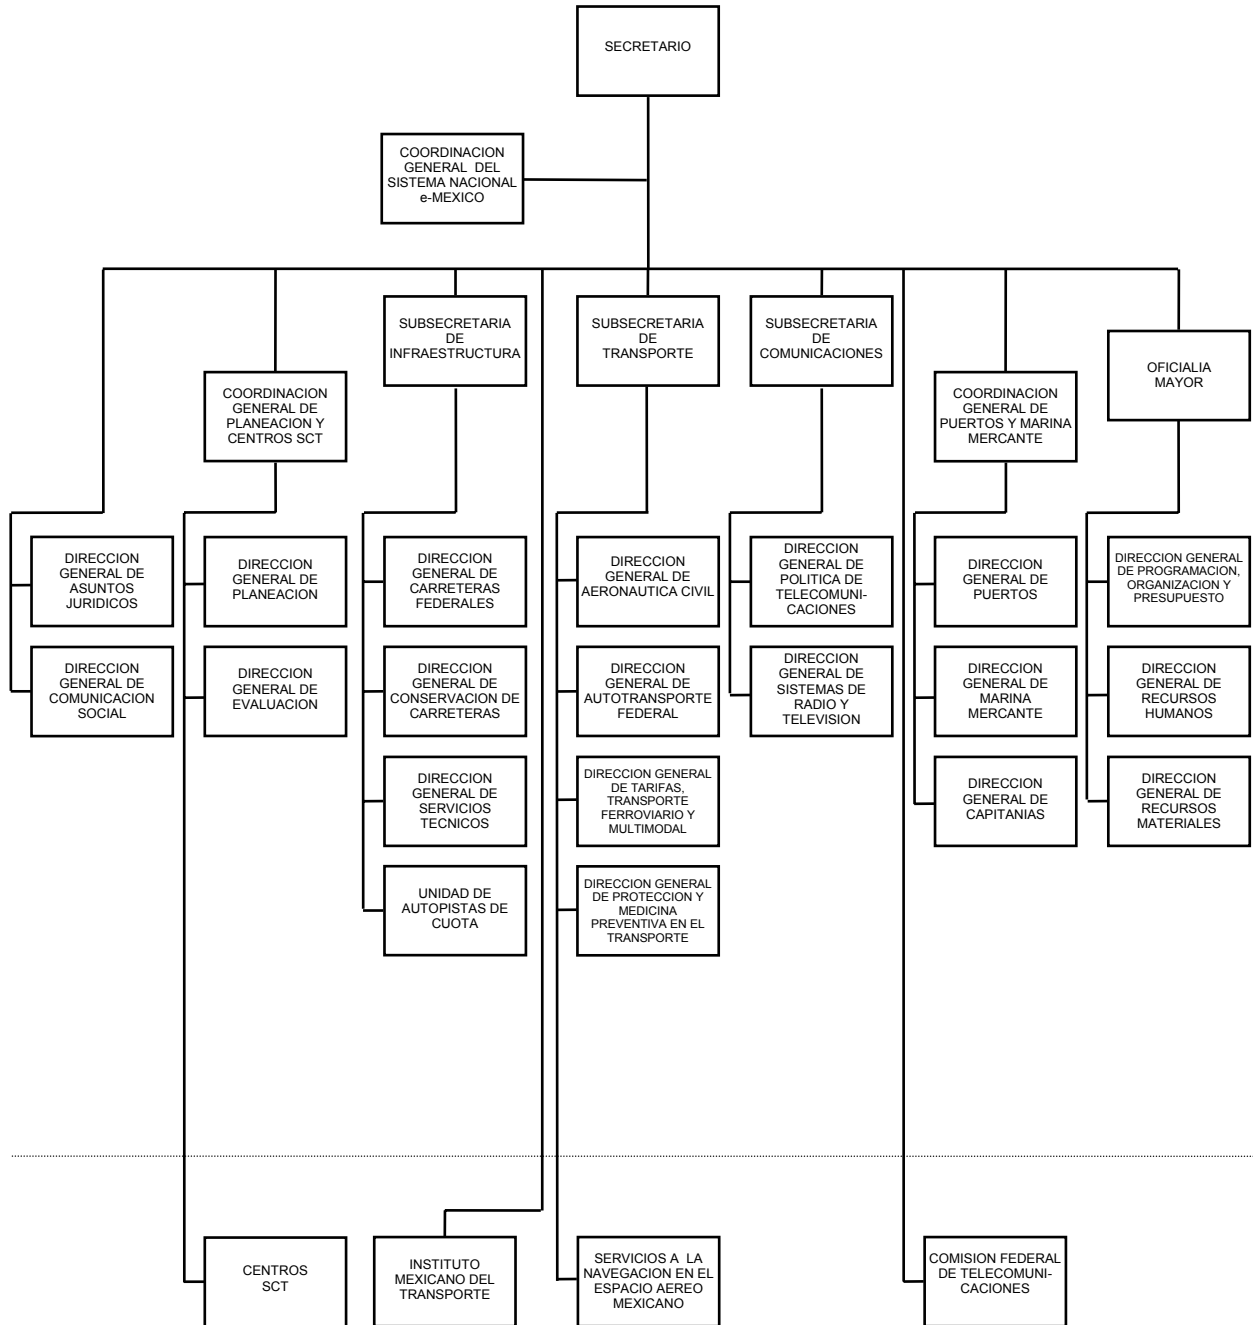 SECRETARIO
COORDINACION
GENERAL DEL
SISTEMA NACIONAL
e-MEXICO
SUBSECRETARIA
DE
INFRAESTRUCTURA
SUBSECRETARIA
DE
TRANSPORTE
SUBSECRETARIA
DE
COMUNICACIONES
OFICIALIA
MAYOR
COORDINACION
GENERAL DE
PLANEACION Y
CENTROS SCT
COORDINACION
GENERAL DE
PUERTOS Y MARINA
MERCANTE
DIRECCION
GENERAL DE
ASUNTOS
JURIDICOS
DIRECCION
GENERAL DE
PLANEACION
DIRECCION
GENERAL DE
CARRETERAS
FEDERALES
DIRECCION
GENERAL DE
AERONAUTICA CIVIL
DIRECCION
GENERAL DE
POLITICA DE
TELECOMUNI-
CACIONES
DIRECCION
GENERAL DE
PUERTOS
DIRECCION GENERAL
DE PROGRAMACION,
ORGANIZACION Y
PRESUPUESTO
DIRECCION
GENERAL DE
COMUNICACION
SOCIAL
DIRECCION
GENERAL DE
EVALUACION
DIRECCION
GENERAL DE
CONSERVACION DE
CARRETERAS
DIRECCION
GENERAL DE
AUTOTRANSPORTE
FEDERAL
DIRECCION
GENERAL DE
SISTEMAS DE
RADIO Y
TELEVISION
DIRECCION
GENERAL DE
MARINA
MERCANTE
DIRECCION
GENERAL DE
RECURSOS
HUMANOS
DIRECCION
GENERAL DE
SERVICIOS
TECNICOS
DIRECCION GENERAL
DE TARIFAS,
TRANSPORTE
FERROVIARIO Y
MULTIMODAL
DIRECCION
GENERAL DE
CAPITANIAS
DIRECCION
GENERAL DE
RECURSOS
MATERIALES
UNIDAD DE
AUTOPISTAS DE
CUOTA
DIRECCION GENERAL
DE PROTECCION Y
MEDICINA
PREVENTIVA EN EL
TRANSPORTE
CENTROS
SCT
INSTITUTO
MEXICANO DEL
TRANSPORTE
SERVICIOS A LA
NAVEGACION EN EL
ESPACIO AEREO
MEXICANO
COMISION FEDERAL
DE TELECOMUNI-
CACIONES